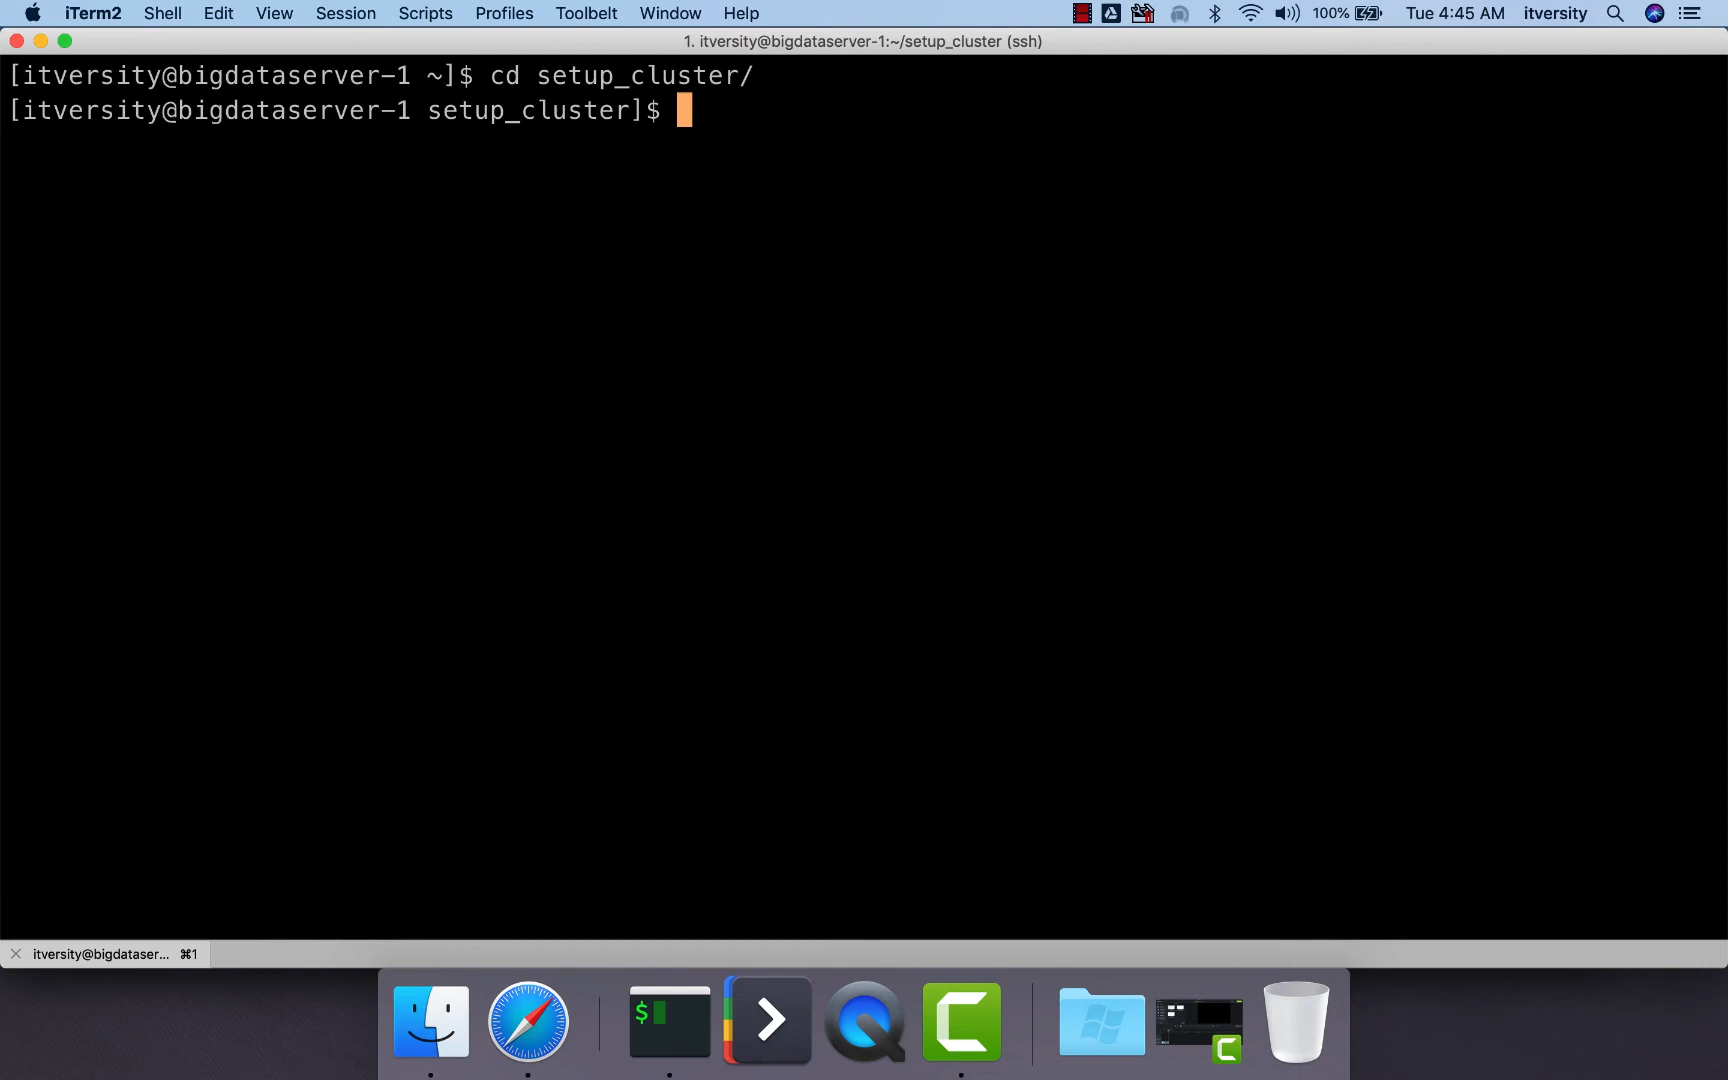 iTerm2 Shell Edit View Session Scripts Profiles Toolbelt Window Help 100% Tue 4:45 AM itversity
1. itversity@bigdataserver-1:~/setup_cluster (ssh)
[itversity@bigdataserver-1 ~]$ cd setup_cluster/
[itversity@bigdataserver-1 setup_cluster]$
itversity@bigdataser... ⌘1
$